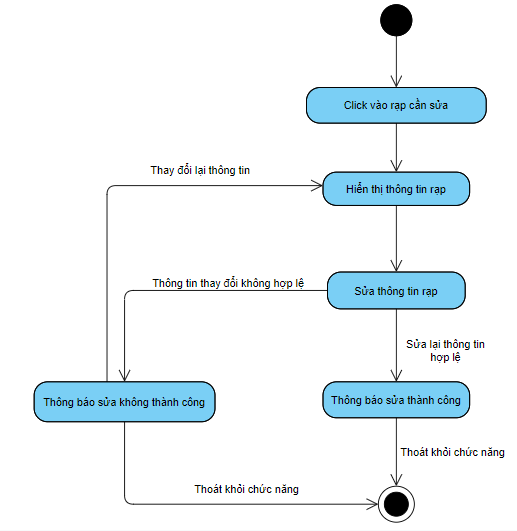 Click vào rạp cần sửa
Thay đổi lại thông tin
Hiển thị thông tin rạp
Thông tin thay đổi không hợp lệ
Sửa thông tin rạp
Sửa lại thông tin
hợp lệ
Thông báo sửa không thành công
Thông báo sửa thành công
Thoát khỏi chức năng
Thoát khỏi chức năng